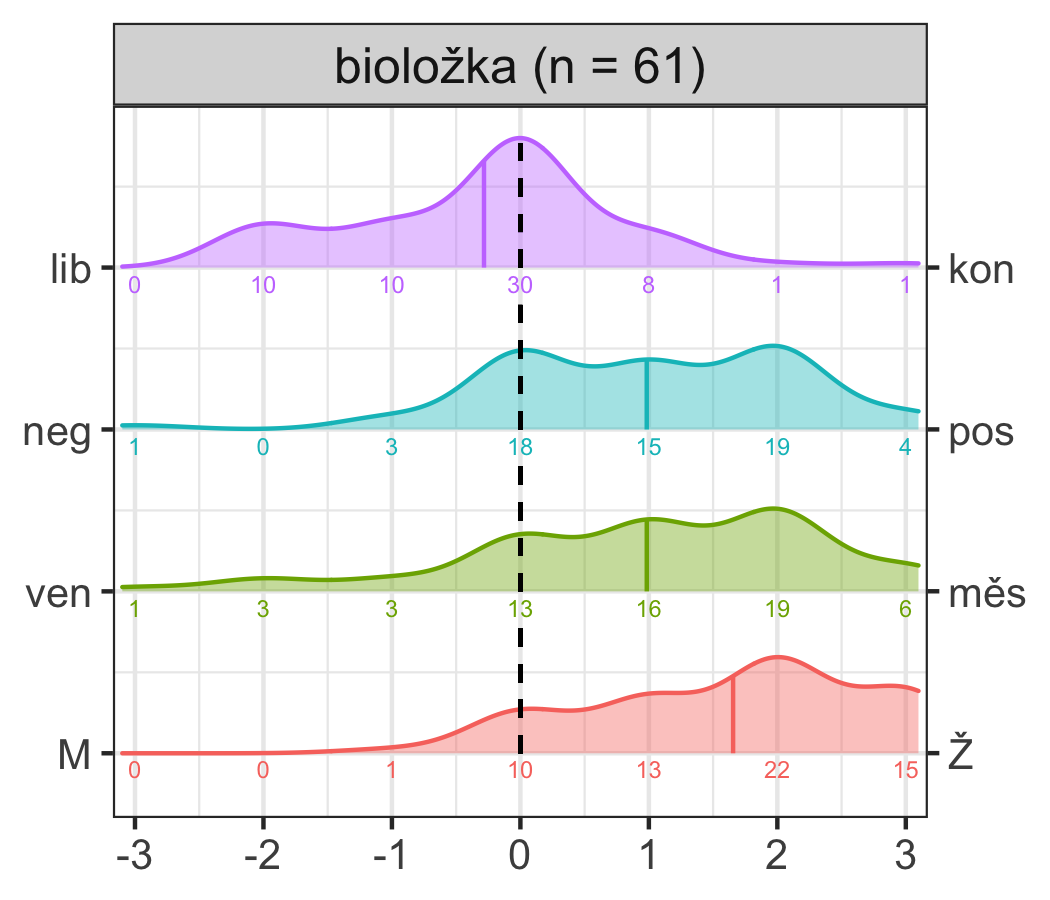 bioložka (n = 61)
lib 0 10 10 30 8 1 1 kon
neg 1 0 3 18 15 19 4 pos
ven 1 3 3 13 16 19 6 měs
M 0 0 1 10 13 22 15 Ž
-3 -2 -1 0 1 2 3